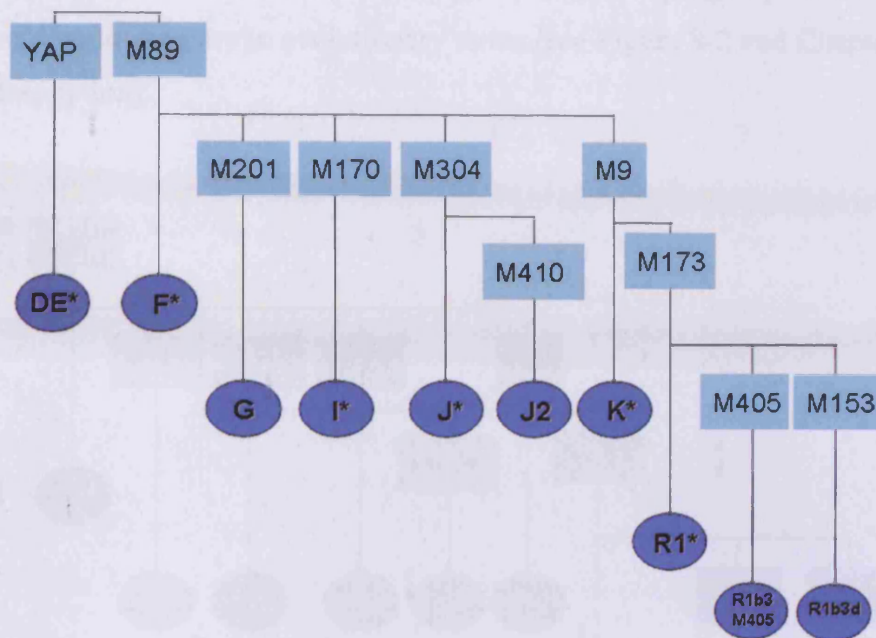 YAP M89
M201 M170 M304 M9
M410 M173
DE* F*
G I* J* J2 K* M405 M153
R1*
R1b3 M405 R1b3d